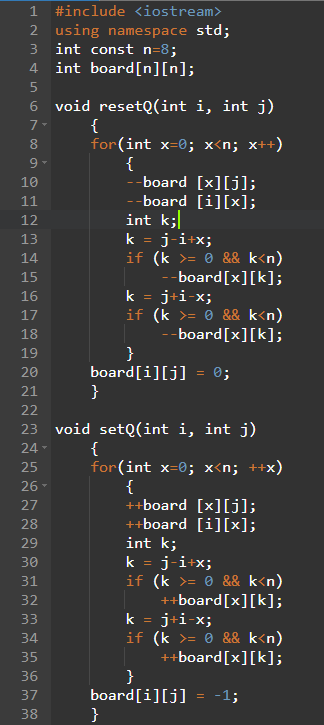 1 #include <iostream>
2 using namespace std;
3 int const n=8;
4 int board[n][n];
5
6 void resetQ(int i, int j)
7 {
8 for(int x=0; x<n; x++)
9 {
10 --board [x][j];
11 --board [i][x];
12 int k;
13 k = j-i+x;
14 if (k >= 0 && k<n)
15 --board[x][k];
16 k = j+i-x;
17 if (k >= 0 && k<n)
18 --board[x][k];
19 }
20 board[i][j] = 0;
21 }
22
23 void setQ(int i, int j)
24 {
25 for(int x=0; x<n; ++x)
26 {
27 ++board [x][j];
28 ++board [i][x];
29 int k;
30 k = j-i+x;
31 if (k >= 0 && k<n)
32 ++board[x][k];
33 k = j+i-x;
34 if (k >= 0 && k<n)
35 ++board[x][k];
36 }
37 board[i][j] = -1;
38 }